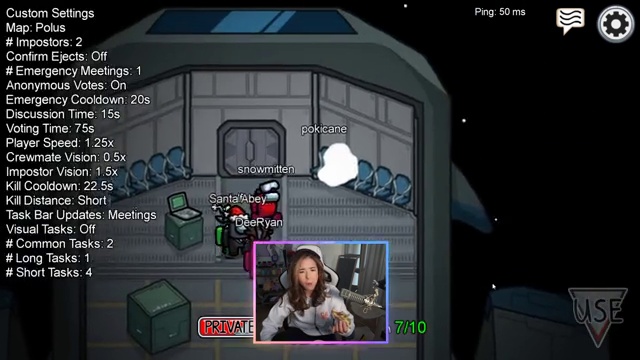 Custom Settings
Map: Polus
# Impostors: 2
Confirm Ejects: Off
# Emergency Meetings: 1
Anonymous Votes: On
Emergency Cooldown: 20s
Discussion Time: 15s
Voting Time: 75s
Player Speed: 1.25x
Crewmate Vision: 0.5x
Impostor Vision: 1.5x
Kill Cooldown: 22.5s
Kill Distance: Short
Task Bar Updates: Meetings
Visual Tasks: Off
# Common Tasks: 2
# Long Tasks: 1
# Short Tasks: 4
Ping: 50 ms
pokicane
snowmitten
Santa
Abey
DeeRyan
PRIVATE
7/10
USE